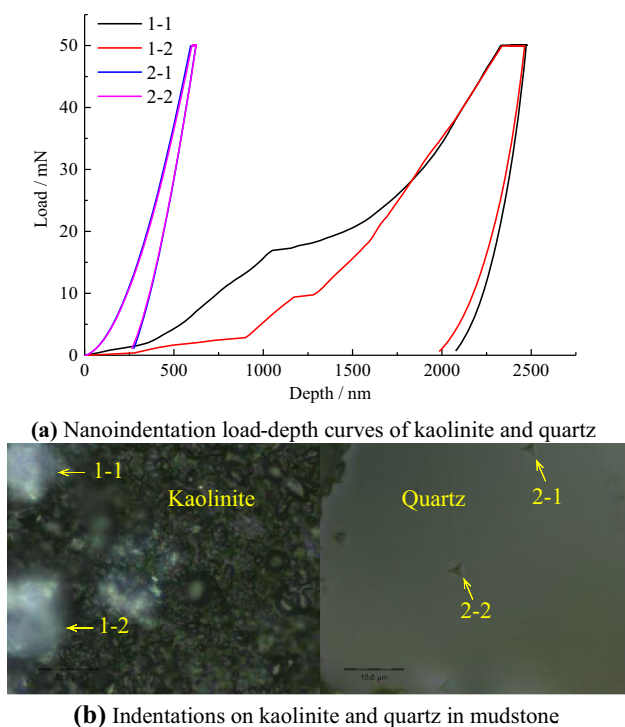 1-1
1-2
2-1
2-2
50
40
30
20
10
0
Load / mN
0 500 1000 1500 2000 2500
Depth / nm
(a) Nanoindentation load-depth curves of kaolinite and quartz
1-1
Kaolinite
Quartz
2-1
1-2
2-2
10.0 μm
(b) Indentations on kaolinite and quartz in mudstone